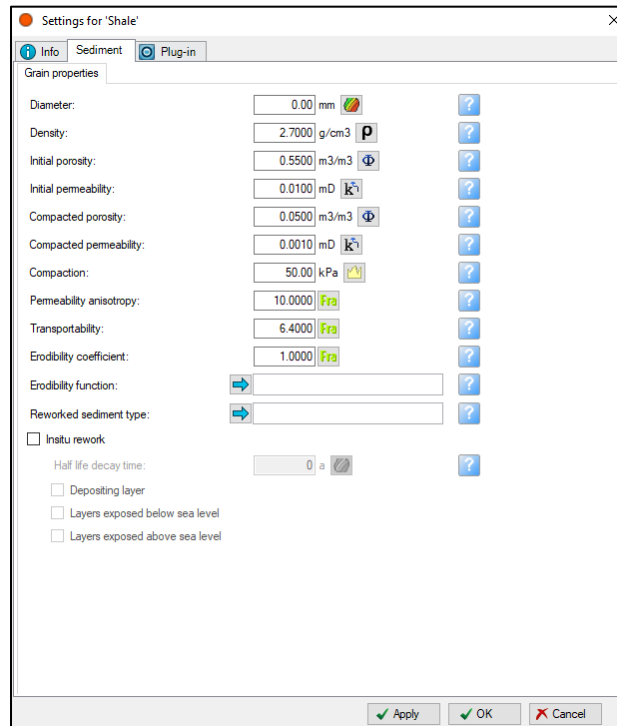 Settings for 'Shale'
Info Sediment Plug-in
Grain properties
Diameter: 0.00 mm ?
Density: 2.7000 g/cm3 ρ ?
Initial porosity: 0.5500 m3/m3 Φ ?
Initial permeability: 0.0100 mD k ?
Compacted porosity: 0.0500 m3/m3 Φ ?
Compacted permeability: 0.0010 mD k ?
Compaction: 50.00 kPa ?
Permeability anisotropy: 10.0000 Fra ?
Transportability: 6.4000 Fra ?
Erodibility coefficient: 1.0000 Fra ?
Erodibility function: ?
Reworked sediment type: ?
Insitu rework
Half life decay time: 0 a ?
Depositing layer
Layers exposed below sea level
Layers exposed above sea level
Apply OK Cancel